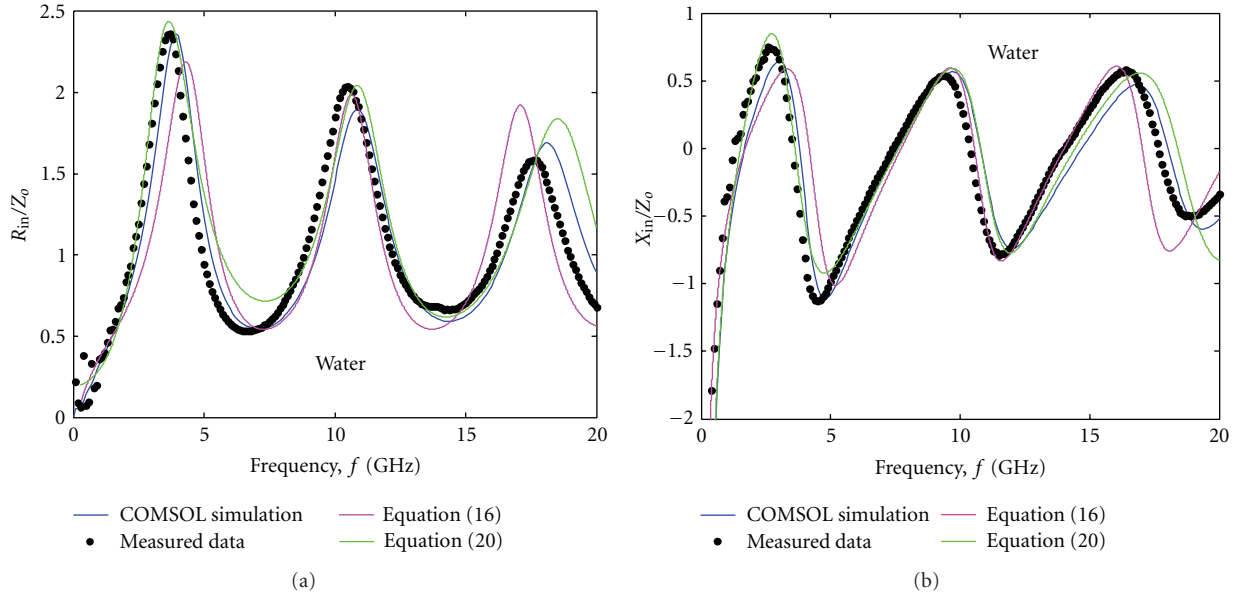 2.5
2
1.5
1
0.5
0
R_in/Z_o
Water
0 5 10 15 20
Frequency, f (GHz)
COMSOL simulation
Measured data
Equation (16)
Equation (20)
(a)
1
0.5
0
−0.5
−1
−1.5
−2
X_in/Z_o
Water
0 5 10 15 20
Frequency, f (GHz)
COMSOL simulation
Measured data
Equation (16)
Equation (20)
(b)